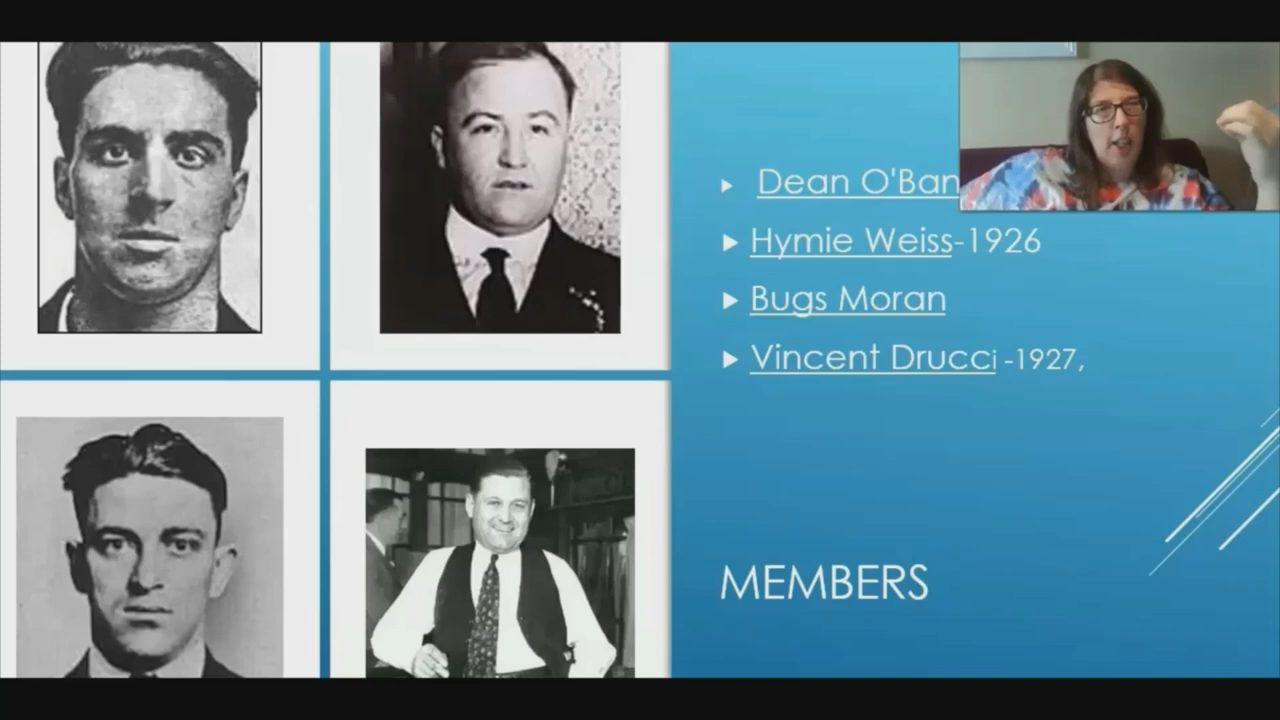 Dean O'Ban
Hymie Weiss-1926
Bugs Moran
Vincent Drucci -1927,
MEMBERS